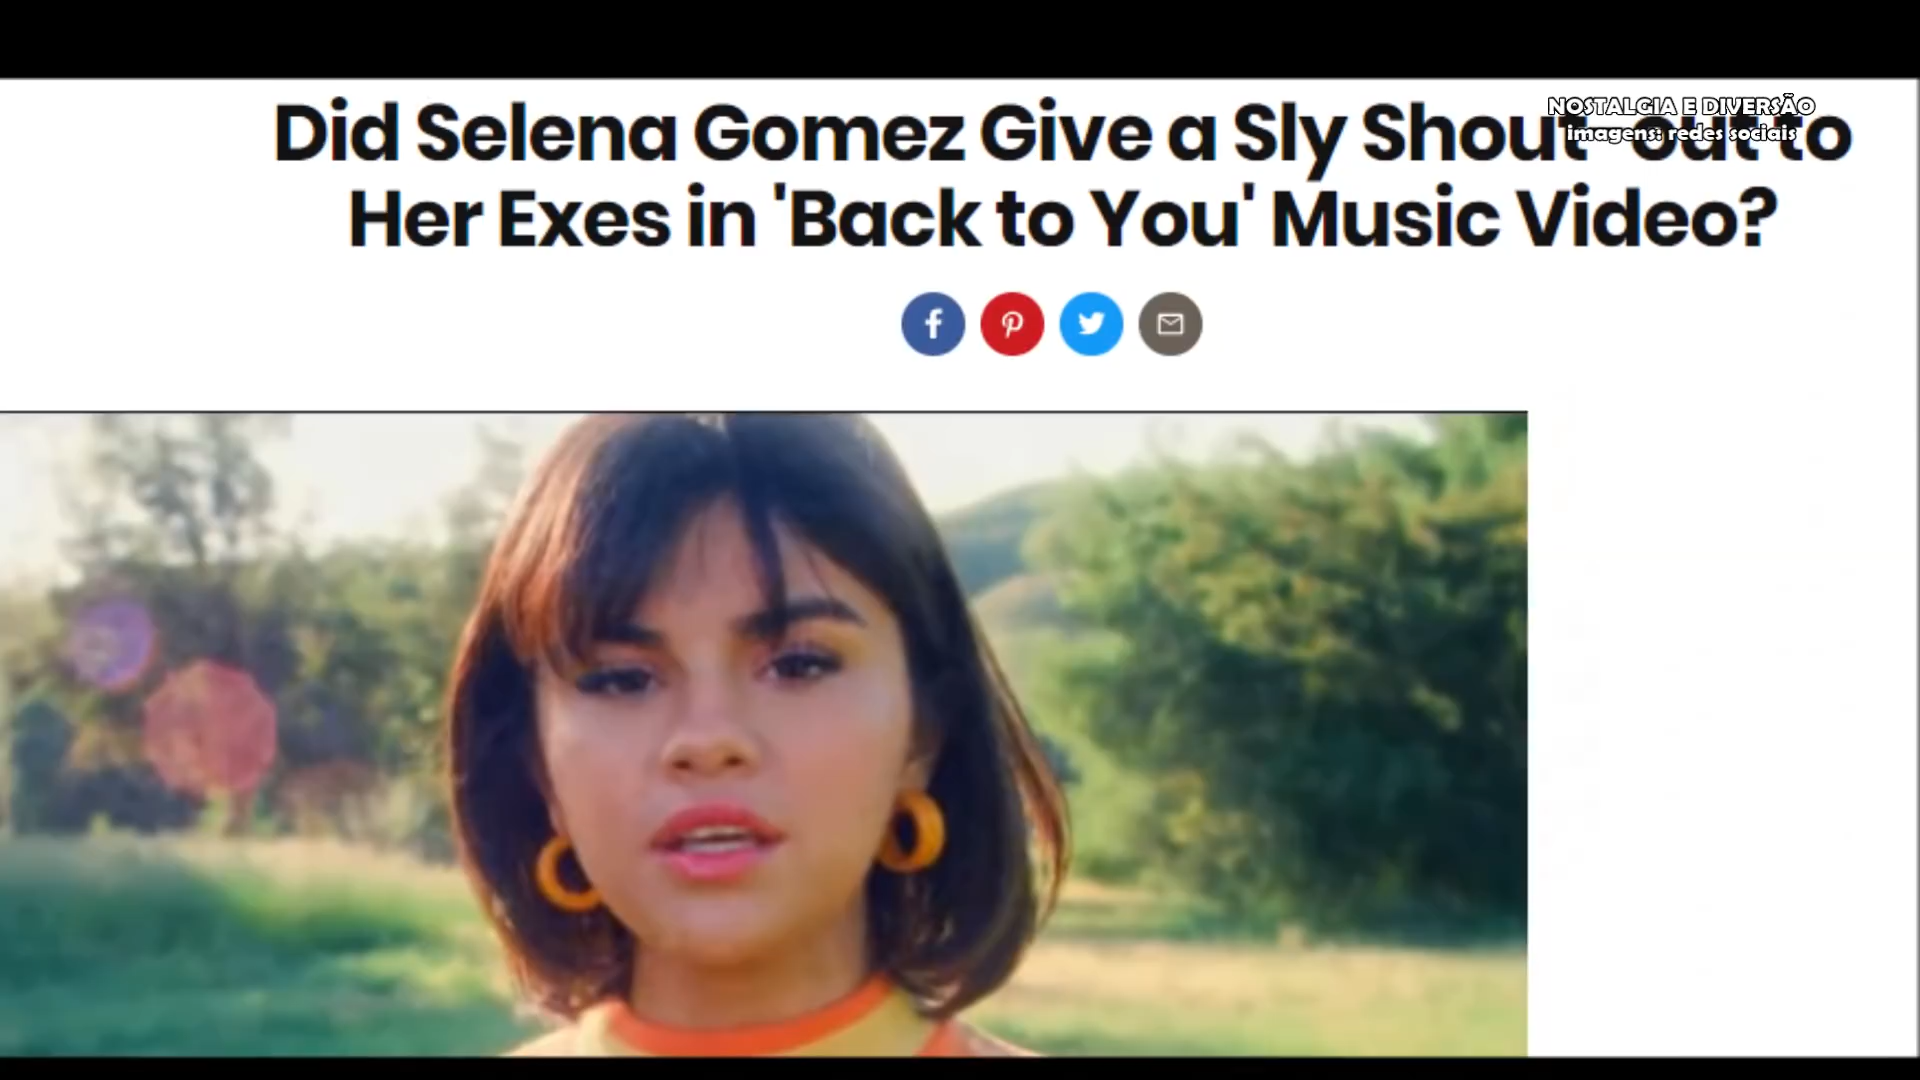 NOSTALGIA E DIVERSÃO
imagens: redes sociais
Did Selena Gomez Give a Sly Shout-out to
Her Exes in 'Back to You' Music Video?